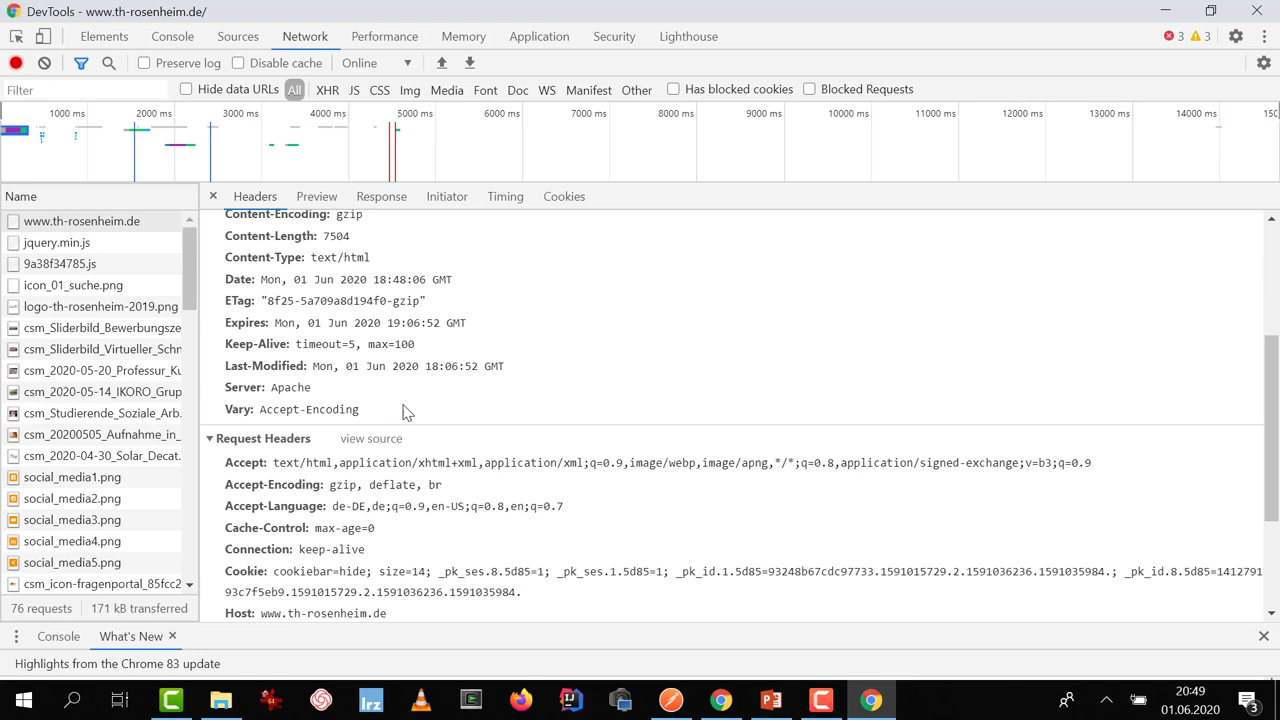 DevTools - www.th-rosenheim.de/
Elements Console Sources Network Performance Memory Application Security Lighthouse 3 3
Preserve log Disable cache Online
Filter Hide data URLs All XHR JS CSS Img Media Font Doc WS Manifest Other Has blocked cookies Blocked Requests
1000 ms 2000 ms 3000 ms 4000 ms 5000 ms 6000 ms 7000 ms 8000 ms 9000 ms 10000 ms 11000 ms 12000 ms 13000 ms 14000 ms 150
Name
www.th-rosenheim.de
jquery.min.js
9a38f34785.js
icon_01_suche.png
logo-th-rosenheim-2019.png
csm_Sliderbild_Bewerbungsze
csm_Sliderbild_Virtueller_Schn
csm_2020-05-20_Professur_Ku
csm_2020-05-14_IKORO_Grup
csm_Studierende_Soziale_Arb.
csm_20200505_Aufnahme_in_
csm_2020-04-30_Solar_Decat.
social_media1.png
social_media2.png
social_media3.png
social_media4.png
social_media5.png
csm_icon-fragenportal_85fcc2
76 requests 171 kB transferred
Headers Preview Response Initiator Timing Cookies
Content-Encoding: gzip
Content-Length: 7504
Content-Type: text/html
Date: Mon, 01 Jun 2020 18:48:06 GMT
ETag: "8f25-5a709a8d194f0-gzip"
Expires: Mon, 01 Jun 2020 19:06:52 GMT
Keep-Alive: timeout=5, max=100
Last-Modified: Mon, 01 Jun 2020 18:06:52 GMT
Server: Apache
Vary: Accept-Encoding
Request Headers view source
Accept: text/html,application/xhtml+xml,application/xml;q=0.9,image/webp,image/apng,*/*;q=0.8,application/signed-exchange;v=b3;q=0.9
Accept-Encoding: gzip, deflate, br
Accept-Language: de-DE,de;q=0.9,en-US;q=0.8,en;q=0.7
Cache-Control: max-age=0
Connection: keep-alive
Cookie: cookiebar=hide; size=14; _pk_ses.8.5d85=1; _pk_ses.1.5d85=1; _pk_id.1.5d85=93248b67cdc97733.1591015729.2.1591036236.1591035984.; _pk_id.8.5d85=1412791
93c7f5eb9.1591015729.2.1591036236.1591035984.
Host: www.th-rosenheim.de
Console What's New
Highlights from the Chrome 83 update
lrz
20:49
01.06.2020
3